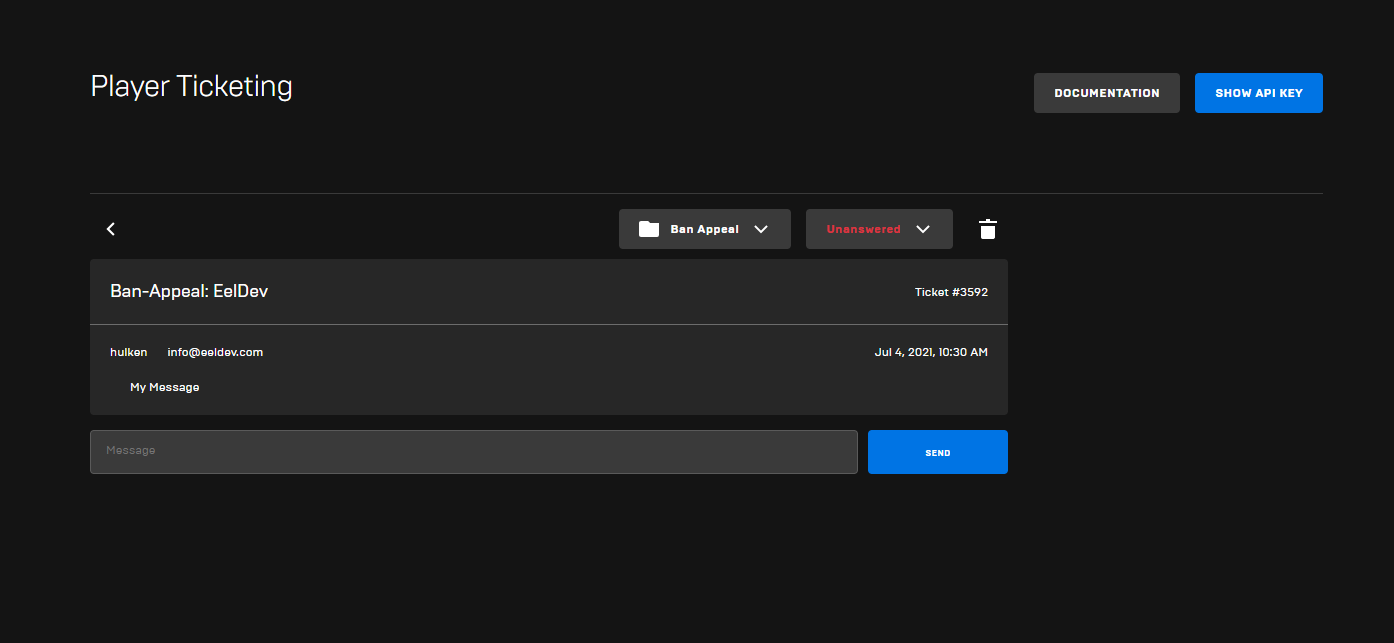 Player Ticketing
DOCUMENTATION
SHOW API KEY
Ban Appeal
Unanswered
Ban-Appeal: EelDev
Ticket #3592
hulken info@eeldev.com
Jul 4, 2021, 10:30 AM
My Message
Message
SEND